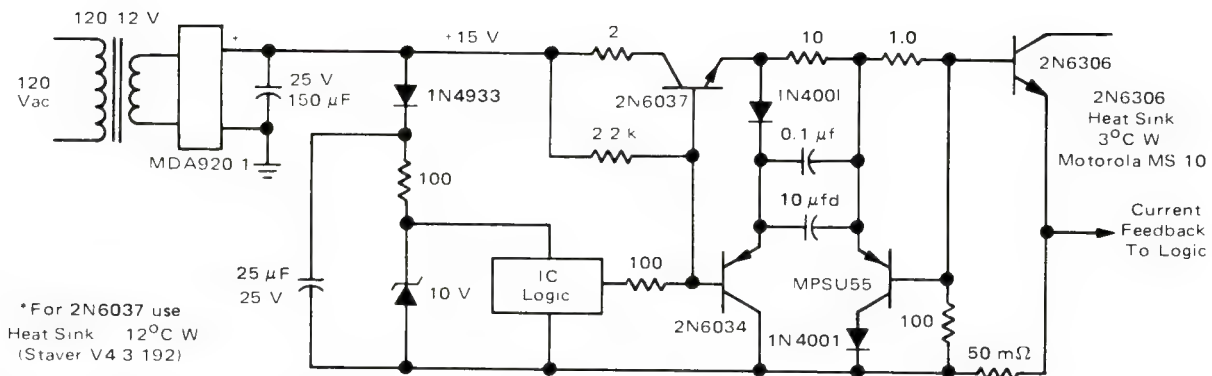 120 12 V
120
Vac
MDA920 1
+
25 V
150 µF
+15 V
1N4933
100
25 µF
25 V
10 V
*For 2N6037 use
Heat Sink 12°C W
(Staver V4 3 192)
2
2N6037
2 2 k
IC
Logic
100
2N6034
10
1.0
1N4001
0.1 µf
10 µfd
MPSU55
1N4001
100
50 mΩ
2N6306
2N6306
Heat Sink
3°C W
Motorola MS 10
Current
Feedback
To Logic